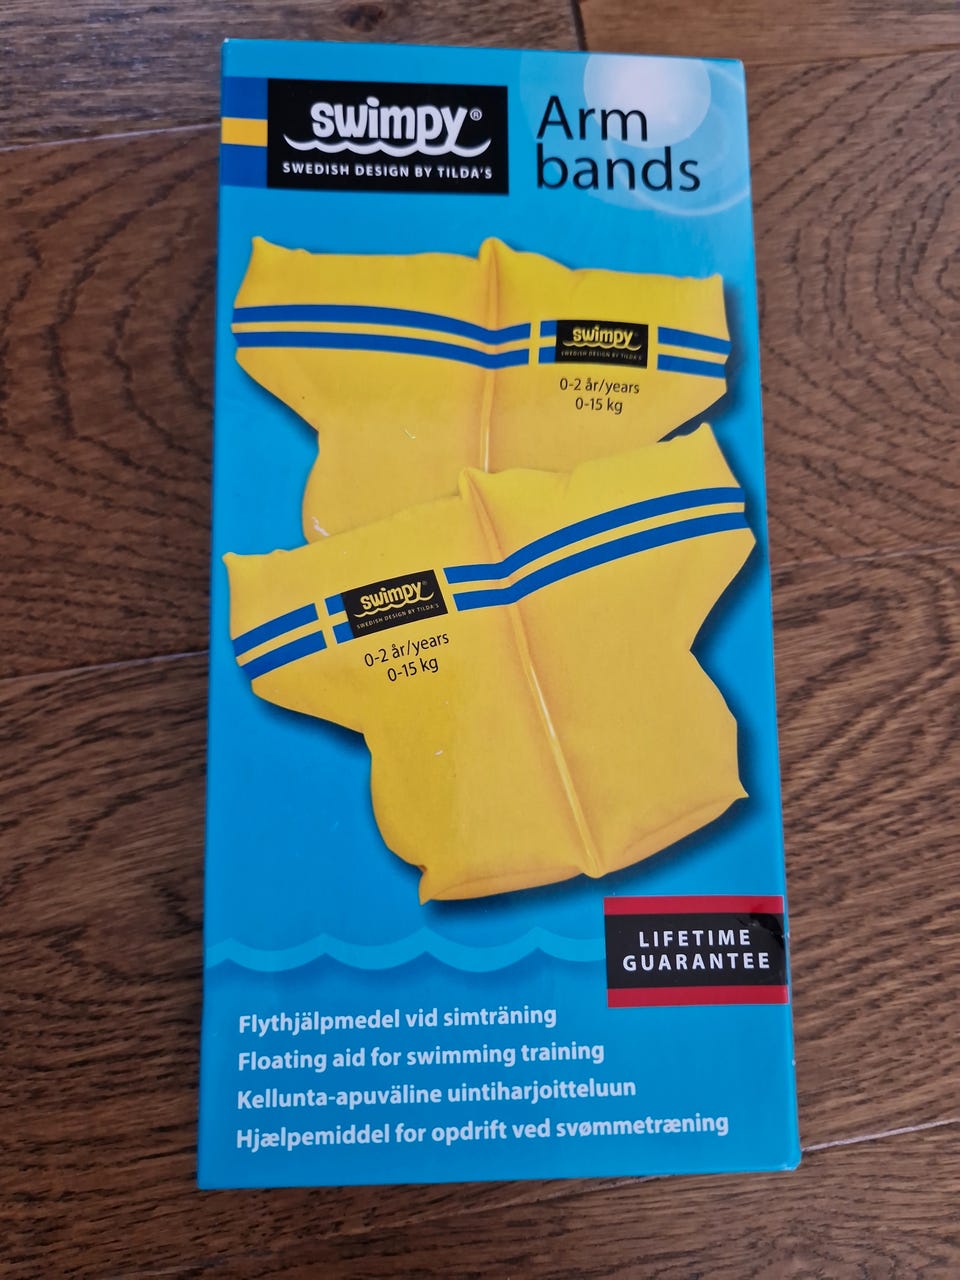 swimpy®
SWEDISH DESIGN BY TILDA'S
Arm
bands
swimpy
SWEDISH DESIGN BY TILDA'S
0-2 år/years
0-15 kg
swimpy®
SWEDISH DESIGN BY TILDA'S
0-2 år/years
0-15 kg
LIFETIME
GUARANTEE
Flythjälpmedel vid simträning
Floating aid for swimming training
Kellunta-apuväline uintiharjoitteluun
Hjælpemiddel for opdrift ved svømmetræning